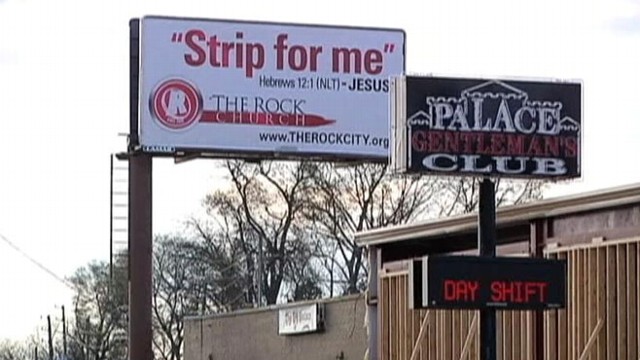 "Strip for me"
Hebrews 12:1 (NLT)-JESUS
THE ROCK
CHURCH
www.THEROCKCITY.org
PALACE
GENTLEMAN'S
CLUB
DAY SHIFT